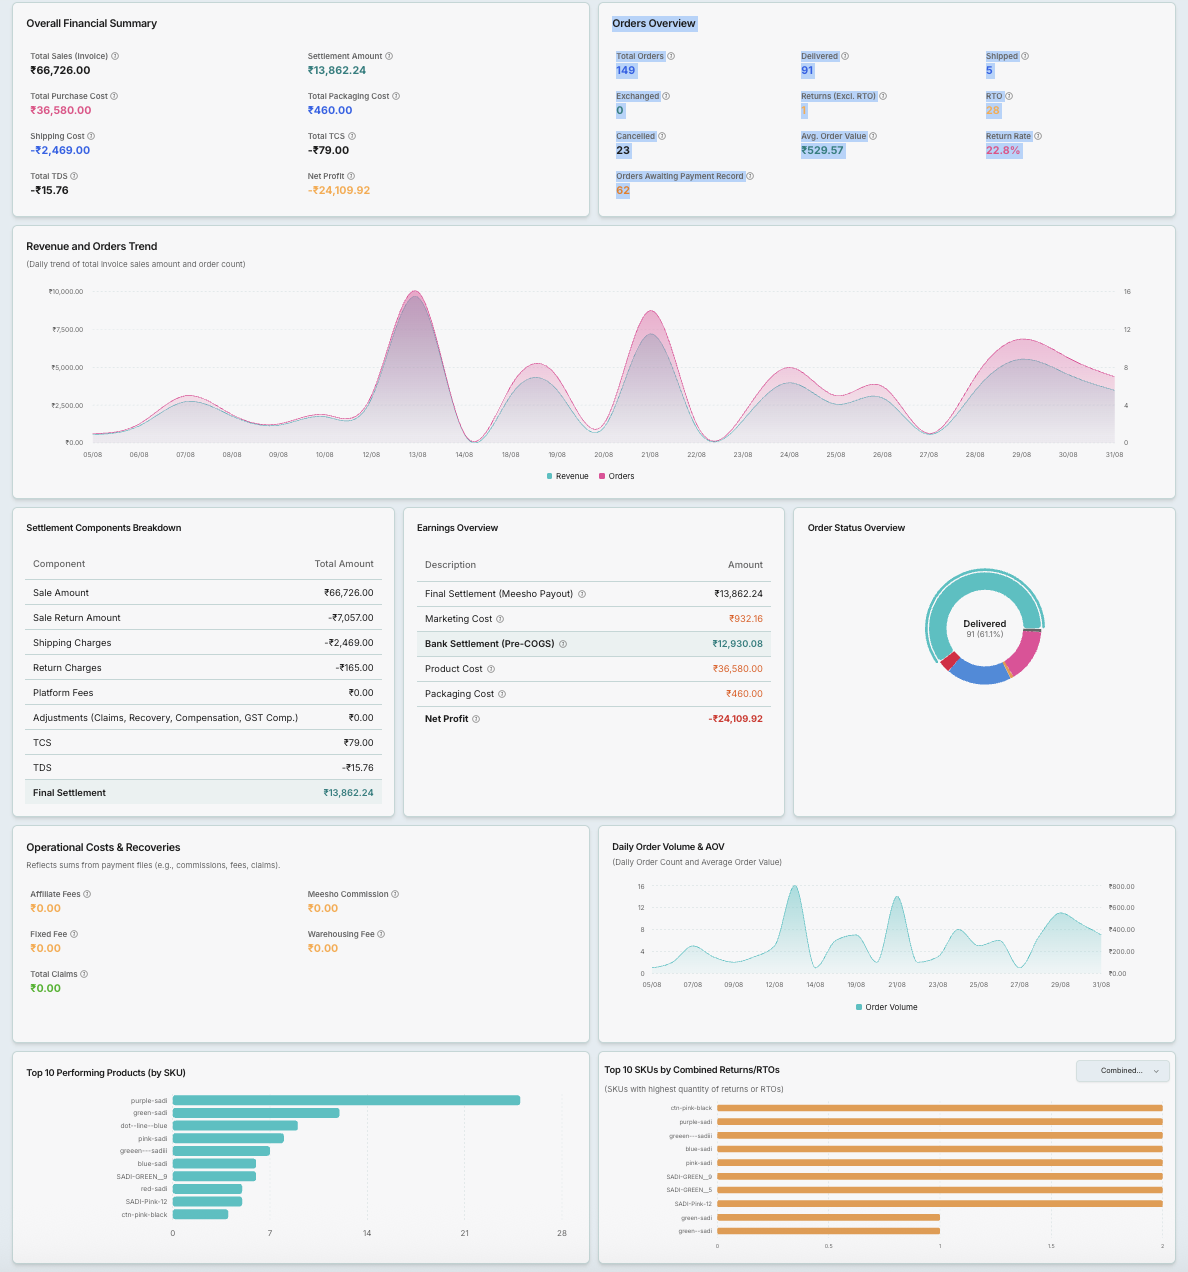 Overall Financial Summary
Total Sales (Invoice)
₹66,726.00
Settlement Amount
₹13,862.24
Total Purchase Cost
₹36,580.00
Total Packaging Cost
₹460.00
Shipping Cost
-₹2,469.00
Total TCS
-₹79.00
Total TDS
-₹15.76
Net Profit
-₹24,109.92
Orders Overview
Total Orders
149
Delivered
91
Shipped
5
Exchanged
0
Returns (Excl. RTO)
1
RTO
28
Cancelled
23
Avg. Order Value
₹529.57
Return Rate
22.8%
Orders Awaiting Payment Record
62
Revenue and Orders Trend
(Daily trend of total invoice sales amount and order count)
₹10,000.00
₹7,500.00
₹5,000.00
₹2,500.00
₹0.00
16
12
8
4
0
05/08 06/08 07/08 08/08 09/08 10/08 12/08 13/08 14/08 18/08 19/08 20/08 21/08 22/08 23/08 24/08 25/08 26/08 27/08 28/08 29/08 30/08 31/08
Revenue Orders
Settlement Components Breakdown
Component Total Amount
Sale Amount ₹66,726.00
Sale Return Amount -₹7,057.00
Shipping Charges -₹2,469.00
Return Charges -₹165.00
Platform Fees ₹0.00
Adjustments (Claims, Recovery, Compensation, GST Comp.) ₹0.00
TCS ₹79.00
TDS -₹15.76
Final Settlement ₹13,862.24
Earnings Overview
Description Amount
Final Settlement (Meesho Payout) ₹13,862.24
Marketing Cost ₹932.16
Bank Settlement (Pre-COGS) ₹12,930.08
Product Cost ₹36,580.00
Packaging Cost ₹460.00
Net Profit -₹24,109.92
Order Status Overview
Delivered
91 (61.1%)
Operational Costs & Recoveries
Reflects sums from payment files (e.g., commissions, fees, claims).
Affiliate Fees
₹0.00
Meesho Commission
₹0.00
Fixed Fee
₹0.00
Warehousing Fee
₹0.00
Total Claims
₹0.00
Daily Order Volume & AOV
(Daily Order Count and Average Order Value)
16
12
8
4
0
₹800.00
₹600.00
₹400.00
₹200.00
₹0.00
05/08 07/08 09/08 12/08 14/08 19/08 21/08 23/08 25/08 27/08 29/08 31/08
Order Volume
Top 10 Performing Products (by SKU)
purple-sadi
green-sadi
dot--line--blue
pink-sadi
greeen---sadiii
blue-sadi
SADI-GREEN__9
red-sadi
SADI-Pink-12
ctn-pink-black
0 7 14 21 28
Top 10 SKUs by Combined Returns/RTOs
Combined...
(SKUs with highest quantity of returns or RTOs)
ctn-pink-black
purple-sadi
greeen---sadiii
blue-sadi
pink-sadi
SADI-GREEN__9
SADI-GREEN__5
SADI-Pink-12
green-sadi
green--sadi
0 0.5 1 1.5 2